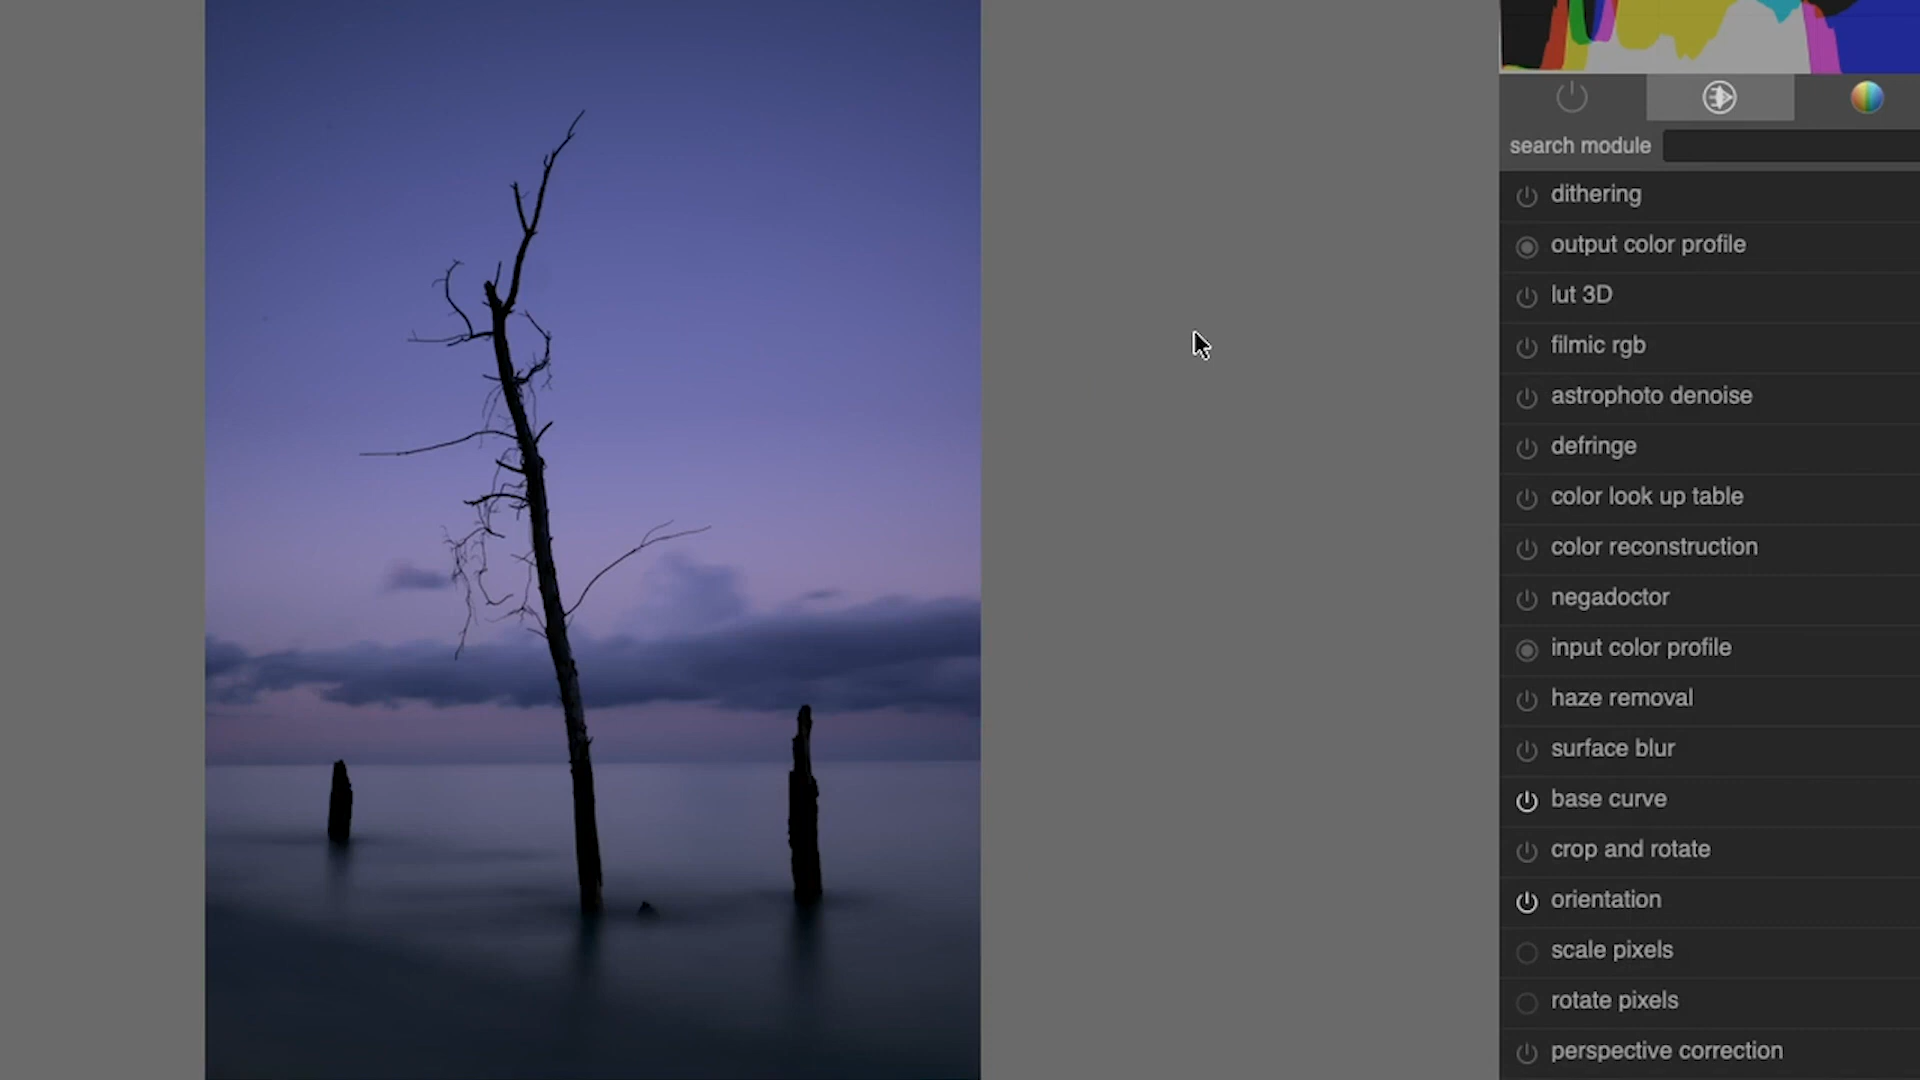 search module
dithering
output color profile
lut 3D
filmic rgb
astrophoto denoise
defringe
color look up table
color reconstruction
negadoctor
input color profile
haze removal
surface blur
base curve
crop and rotate
orientation
scale pixels
rotate pixels
perspective correction